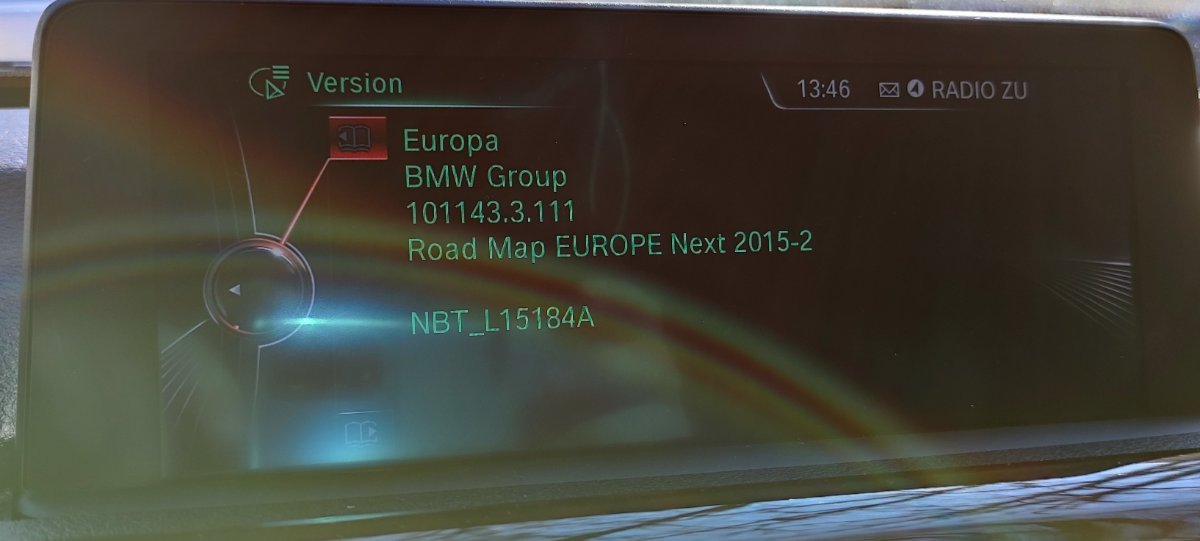 Version
13:46 RADIO ZU
Europa
BMW Group
101143.3.111
Road Map EUROPE Next 2015-2
NBT_L15184A